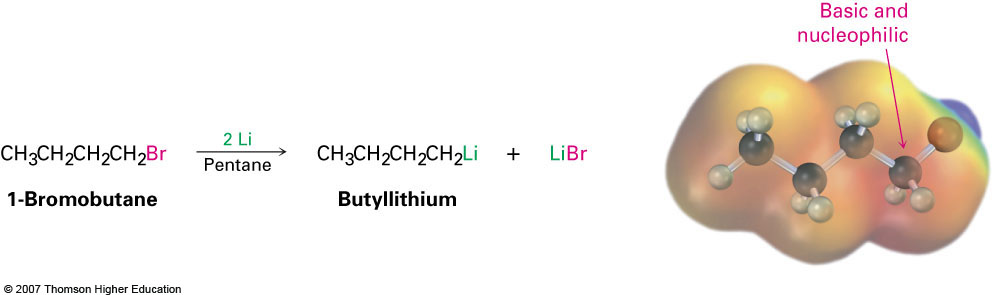 Basic and
nucleophilic
CH₃CH₂CH₂CH₂Br
2 Li
Pentane
CH₃CH₂CH₂CH₂Li + LiBr
1-Bromobutane
Butyllithium
© 2007 Thomson Higher Education